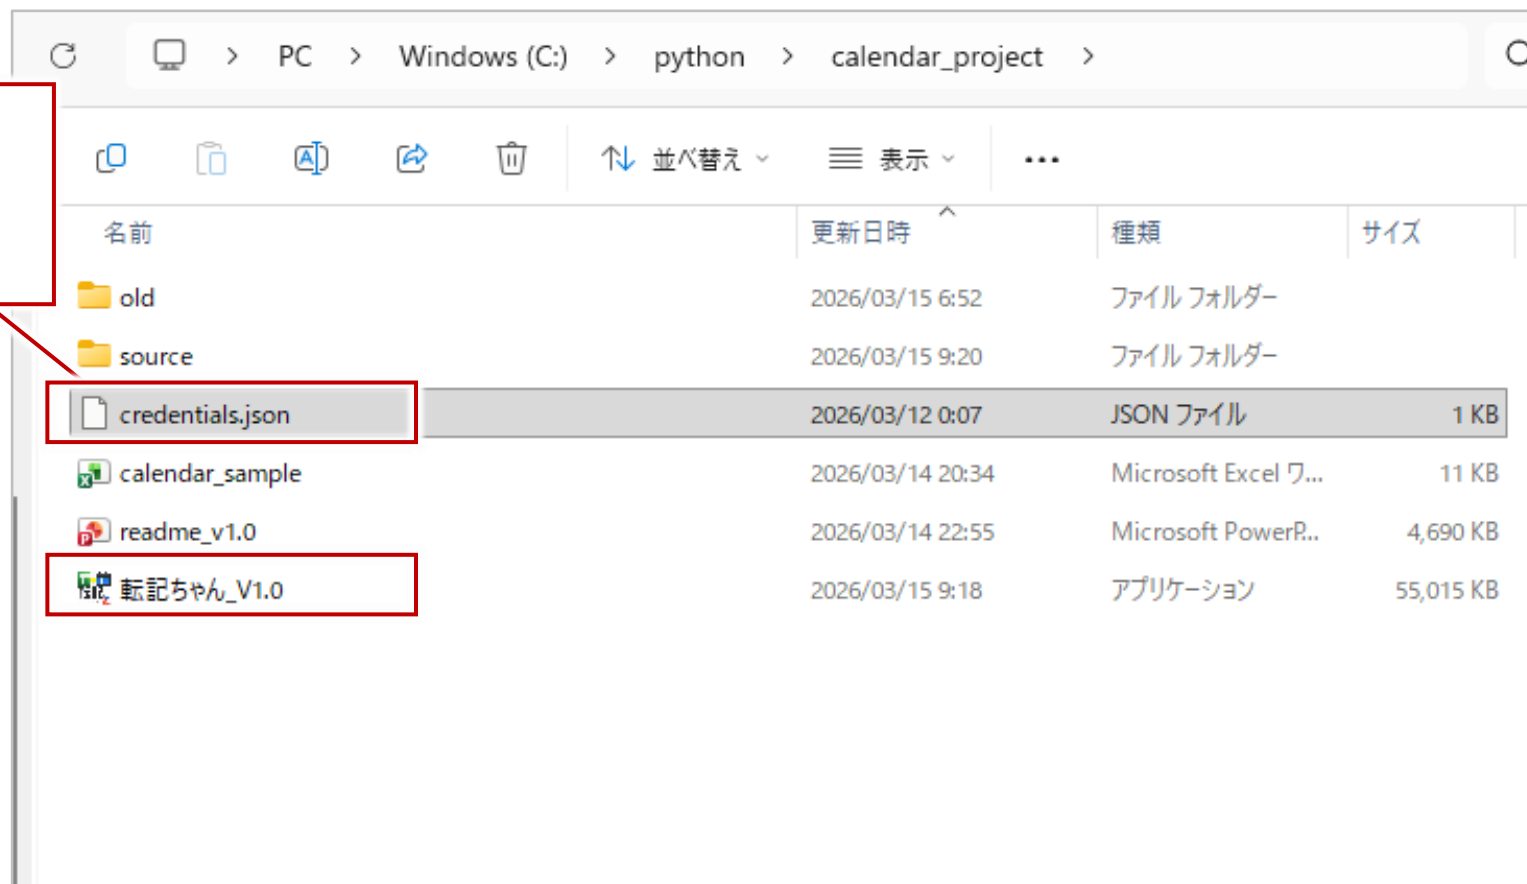 PC > Windows (C:) > python > calendar_project >
並べ替え 表示
名前 更新日時 種類 サイズ
old 2026/03/15 6:52 ファイル フォルダー
source 2026/03/15 9:20 ファイル フォルダー
credentials.json 2026/03/12 0:07 JSON ファイル 1 KB
calendar_sample 2026/03/14 20:34 Microsoft Excel ワ... 11 KB
readme_v1.0 2026/03/14 22:55 Microsoft PowerP... 4,690 KB
転記ちゃん_V1.0 2026/03/15 9:18 アプリケーション 55,015 KB